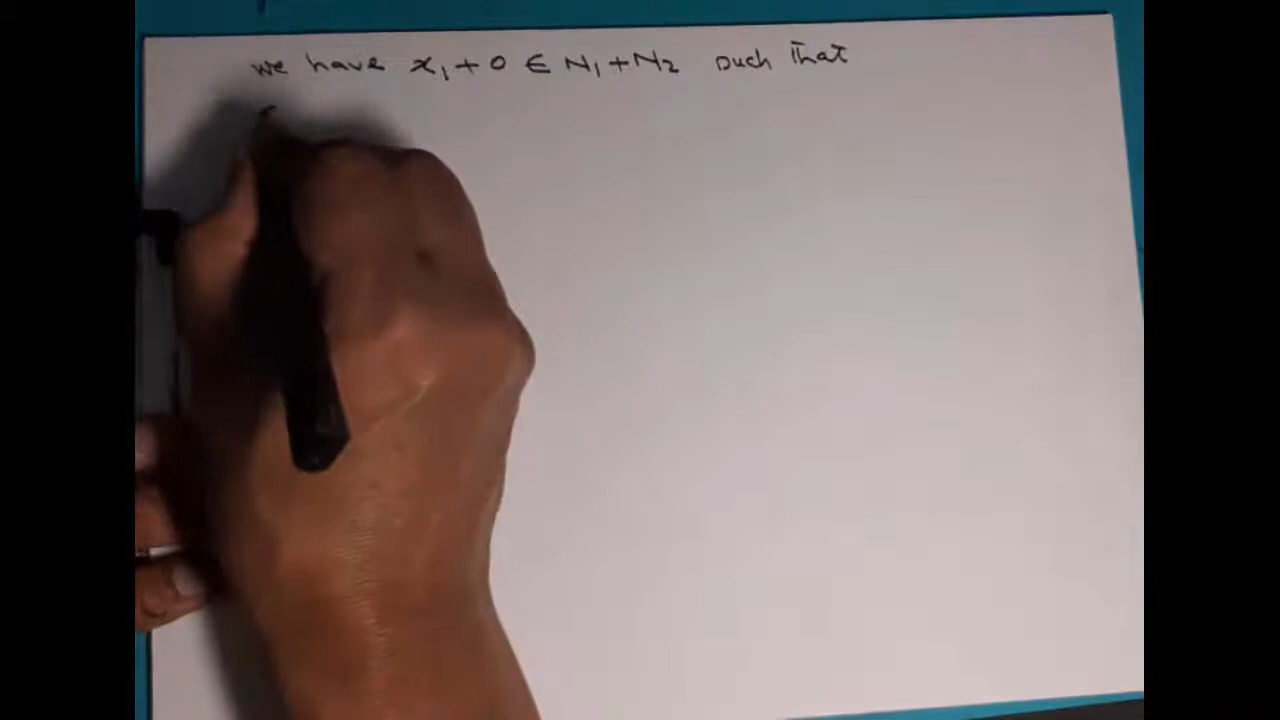 we have x₁ + 0 ∈ N₁ + N₂ such that